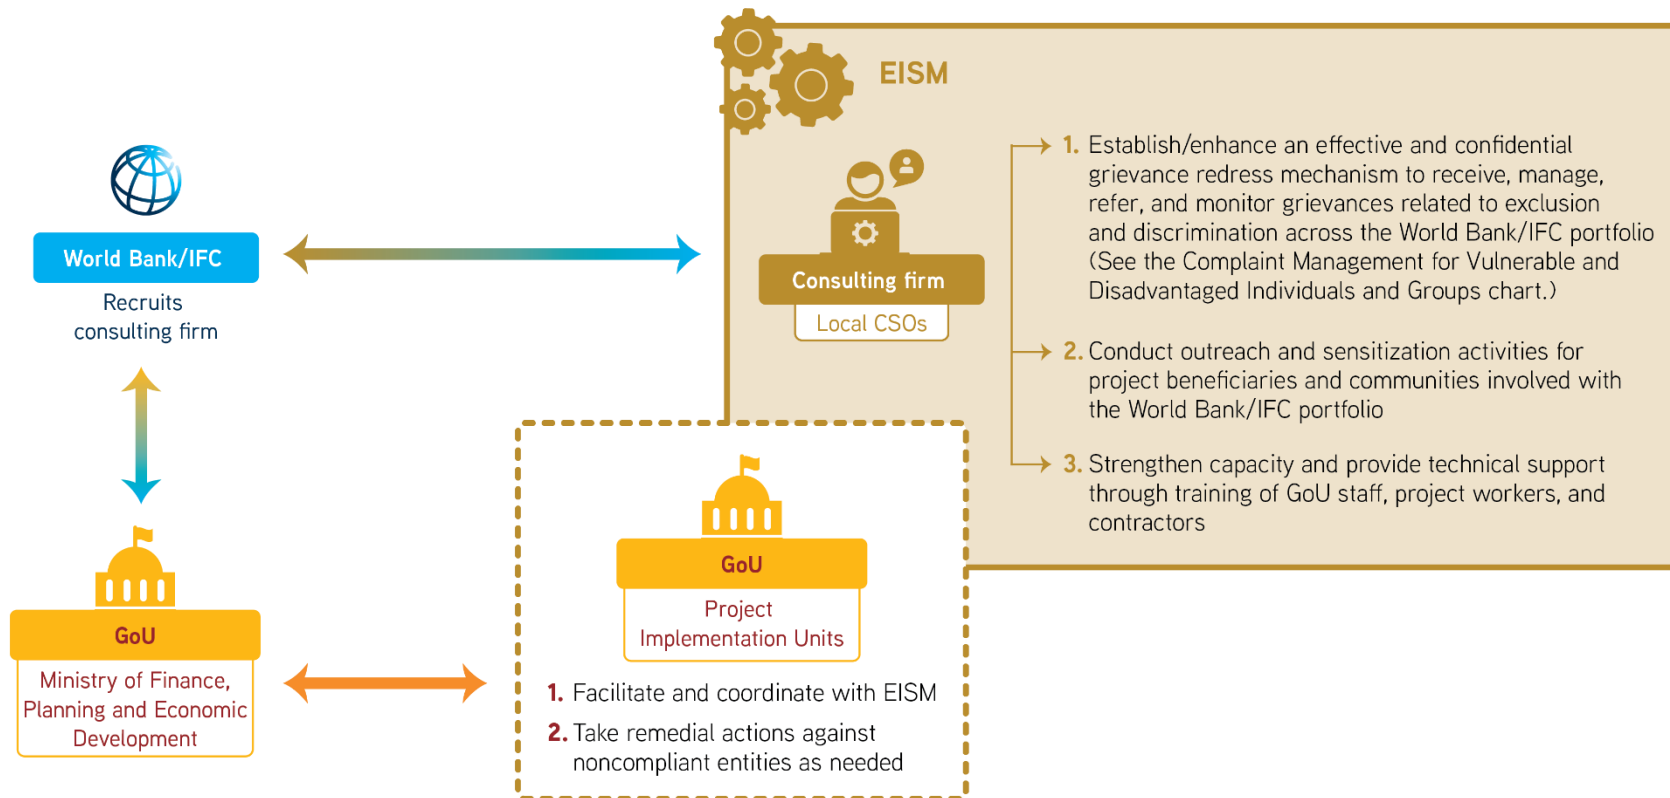 EISM
World Bank/IFC
Recruits
consulting firm
Consulting firm
Local CSOs
1. Establish/enhance an effective and confidential
grievance redress mechanism to receive, manage,
refer, and monitor grievances related to exclusion
and discrimination across the World Bank/IFC portfolio
(See the Complaint Management for Vulnerable and
Disadvantaged Individuals and Groups chart.)
2. Conduct outreach and sensitization activities for
project beneficiaries and communities involved with
the World Bank/IFC portfolio
3. Strengthen capacity and provide technical support
through training of GoU staff, project workers, and
contractors
GoU
Ministry of Finance,
Planning and Economic
Development
GoU
Project
Implementation Units
1. Facilitate and coordinate with EISM
2. Take remedial actions against
noncompliant entities as needed